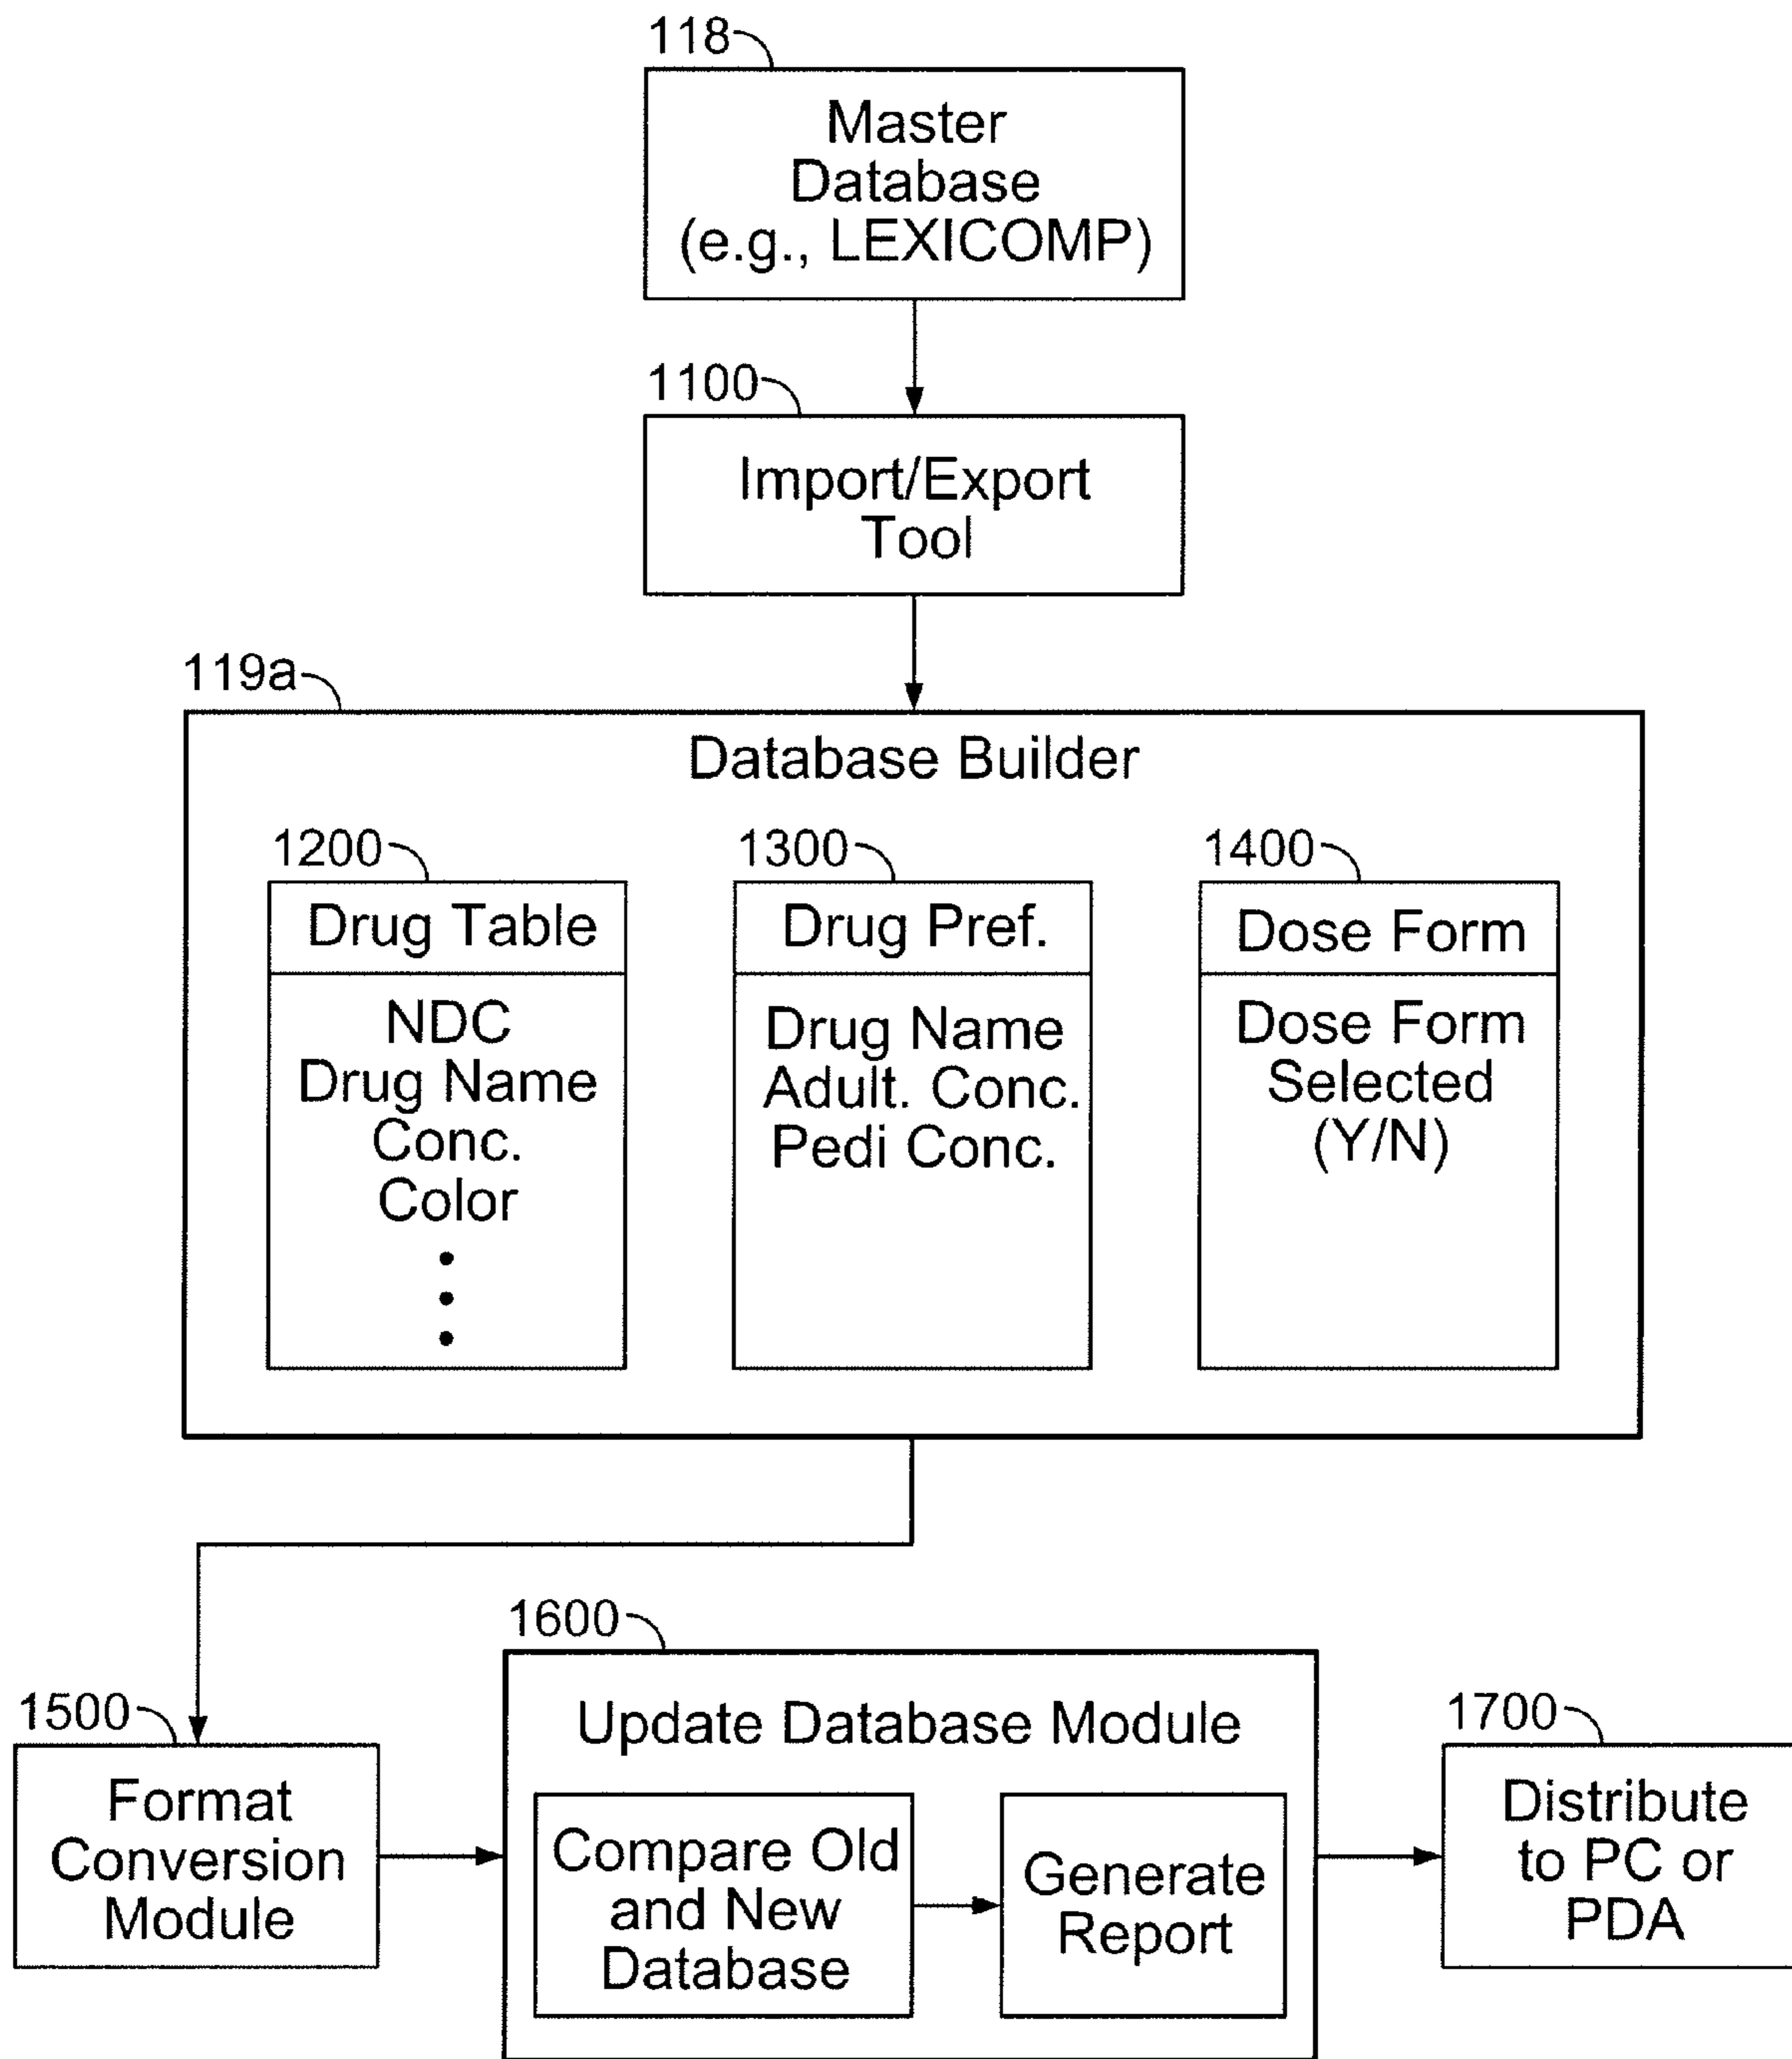 118
Master
Database
(e.g., LEXICOMP)
1100
Import/Export
Tool
119a
Database Builder
1200
Drug Table
NDC
Drug Name
Conc.
Color
1300
Drug Pref.
Drug Name
Adult. Conc.
Pedi Conc.
1400
Dose Form
Dose Form
Selected
(Y/N)
1500
Format
Conversion
Module
1600
Update Database Module
Compare Old
and New
Database
Generate
Report
1700
Distribute
to PC or
PDA